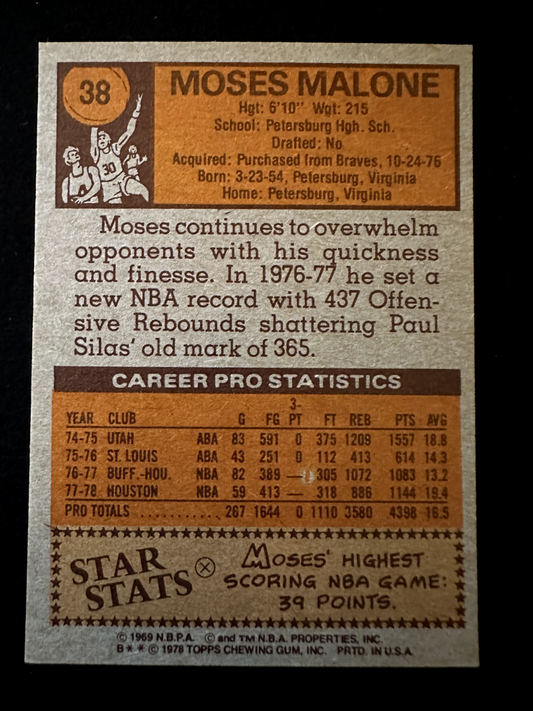 38
MOSES MALONE
Hgt: 6'10" Wgt: 215
School: Petersburg Hgh. Sch.
Drafted: No
Acquired: Purchased from Braves, 10-24-76
Born: 3-23-54, Petersburg, Virginia
Home: Petersburg, Virginia
30
Moses continues to overwhelm
opponents with his quickness
and finesse. In 1976-77 he set a
new NBA record with 437 Offen-
sive Rebounds shattering Paul
Silas' old mark of 365.
CAREER PRO STATISTICS
YEAR CLUB G FG 3-PT FT REB PTS AVG
74-75 UTAH ABA 83 591 0 375 1209 1557 18.8
75-76 ST. LOUIS ABA 43 251 0 112 413 614 14.3
76-77 BUFF.-HOU. NBA 82 389 — 305 1072 1083 13.2
77-78 HOUSTON NBA 59 413 — 318 886 1144 19.4
PRO TOTALS ........... 267 1644 0 1110 3580 4398 16.5
STAR
STATS
MOSES' HIGHEST
SCORING NBA GAME:
39 POINTS.
© 1969 N.B.P.A. © and TM N.B.A. PROPERTIES, INC.
B * * © 1978 TOPPS CHEWING GUM, INC. PRTD. IN U.S.A.